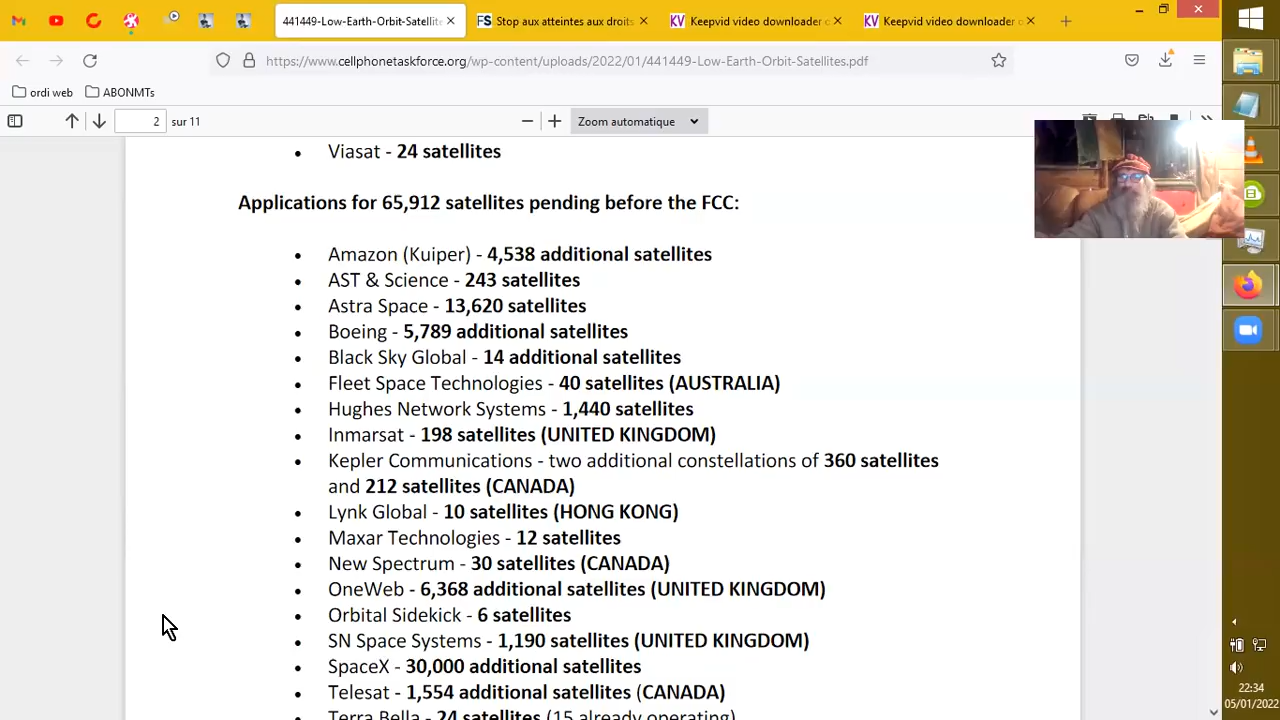 441449-Low-Earth-Orbit-Satellite
Stop aux atteintes aux droits
Keepvid video downloader o
Keepvid video downloader o
https://www.cellphonetaskforce.org/wp-content/uploads/2022/01/441449-Low-Earth-Orbit-Satellites.pdf
ordi web
ABONMTs
2 sur 11
Zoom automatique
Viasat - 24 satellites
Applications for 65,912 satellites pending before the FCC:
Amazon (Kuiper) - 4,538 additional satellites
AST & Science - 243 satellites
Astra Space - 13,620 satellites
Boeing - 5,789 additional satellites
Black Sky Global - 14 additional satellites
Fleet Space Technologies - 40 satellites (AUSTRALIA)
Hughes Network Systems - 1,440 satellites
Inmarsat - 198 satellites (UNITED KINGDOM)
Kepler Communications - two additional constellations of 360 satellites
and 212 satellites (CANADA)
Lynk Global - 10 satellites (HONG KONG)
Maxar Technologies - 12 satellites
New Spectrum - 30 satellites (CANADA)
OneWeb - 6,368 additional satellites (UNITED KINGDOM)
Orbital Sidekick - 6 satellites
SN Space Systems - 1,190 satellites (UNITED KINGDOM)
SpaceX - 30,000 additional satellites
Telesat - 1,554 additional satellites (CANADA)
Terra Bella - 24 satellites (15 already operating)
22:34
05/01/2022